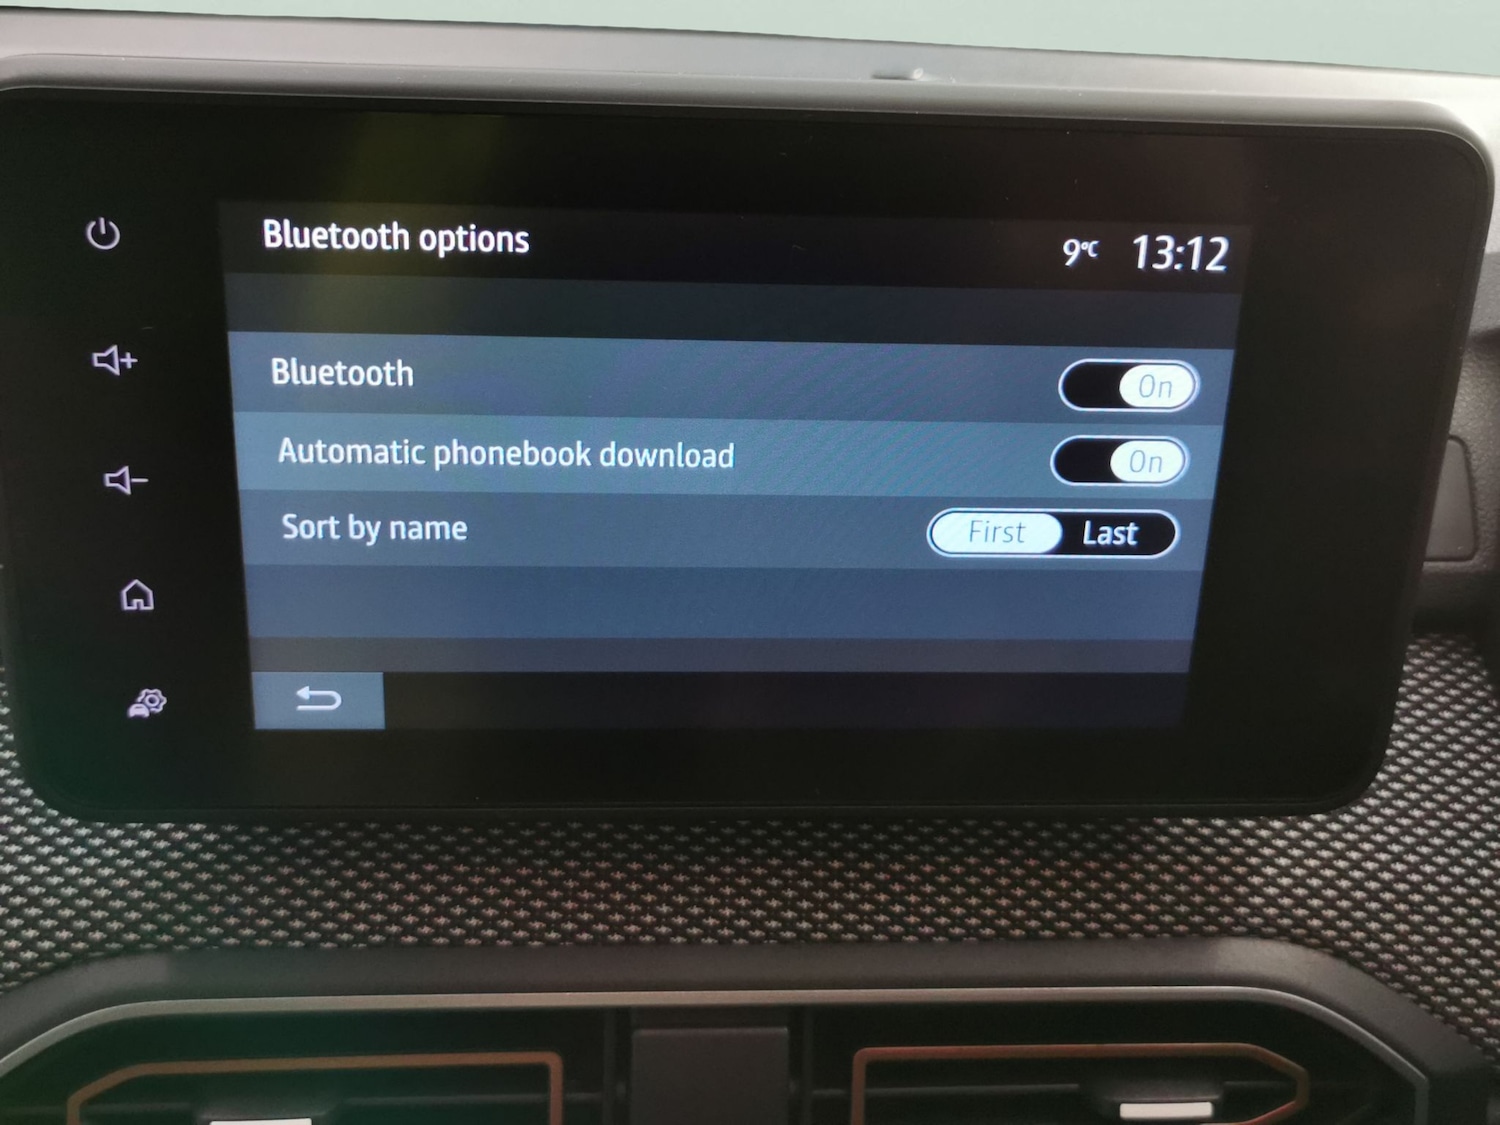 Bluetooth options
9°C 13:12
Bluetooth On
Automatic phonebook download On
Sort by name First Last